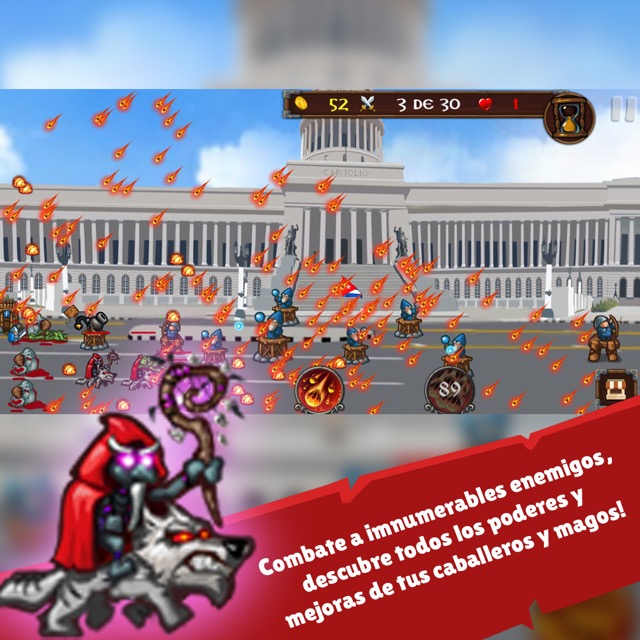 52 3 DE 30 1
CAPITOLIO
89
Combate a imnumerables enemigos,
descubre todos los poderes y
mejoras de tus caballeros y magos!